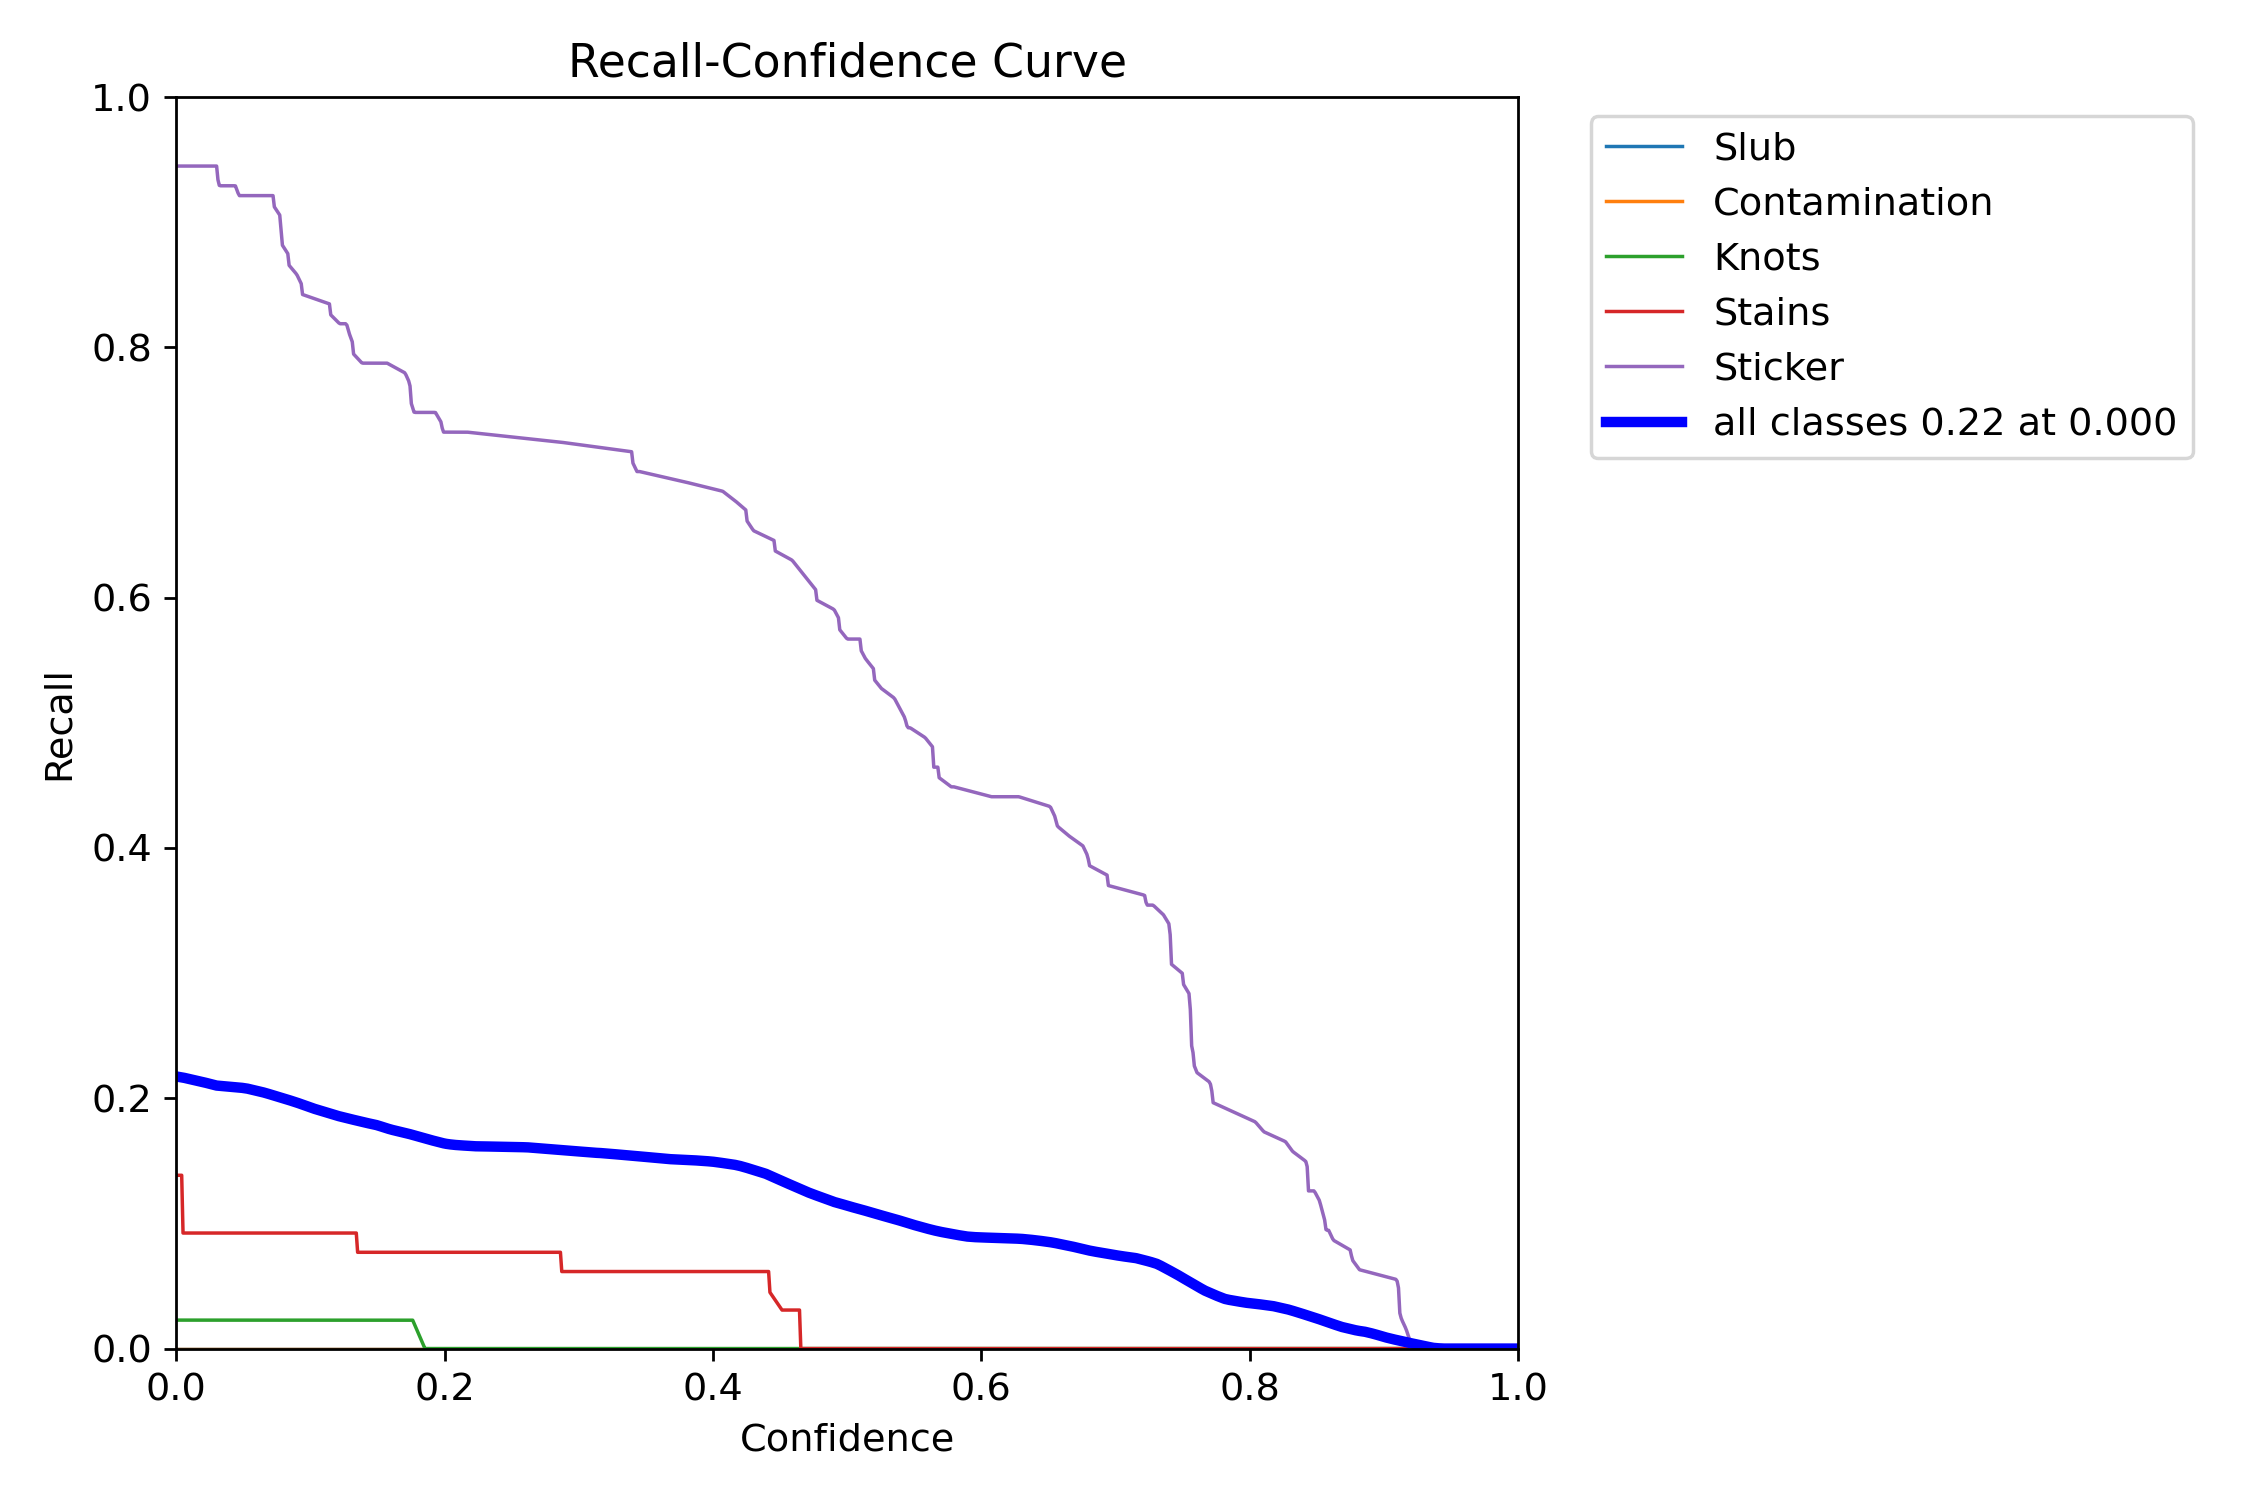 Recall-Confidence Curve
1.0
0.8
0.6
0.4
0.2
0.0
Recall
0.0 0.2 0.4 0.6 0.8 1.0
Confidence
Slub
Contamination
Knots
Stains
Sticker
all classes 0.22 at 0.000